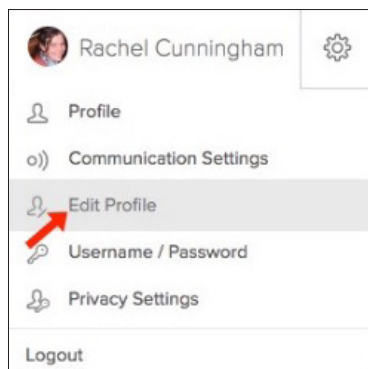 Rachel Cunningham
Profile
Communication Settings
Edit Profile
Username / Password
Privacy Settings
Logout